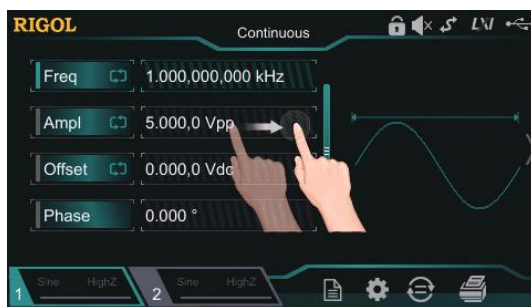 RIGOL Continuous LXI
Freq 1.000,000,000 kHz
Ampl 5.000,0 Vpp
Offset 0.000,0 Vdc
Phase 0.000 °
1 Sine HighZ 2 Sine HighZ